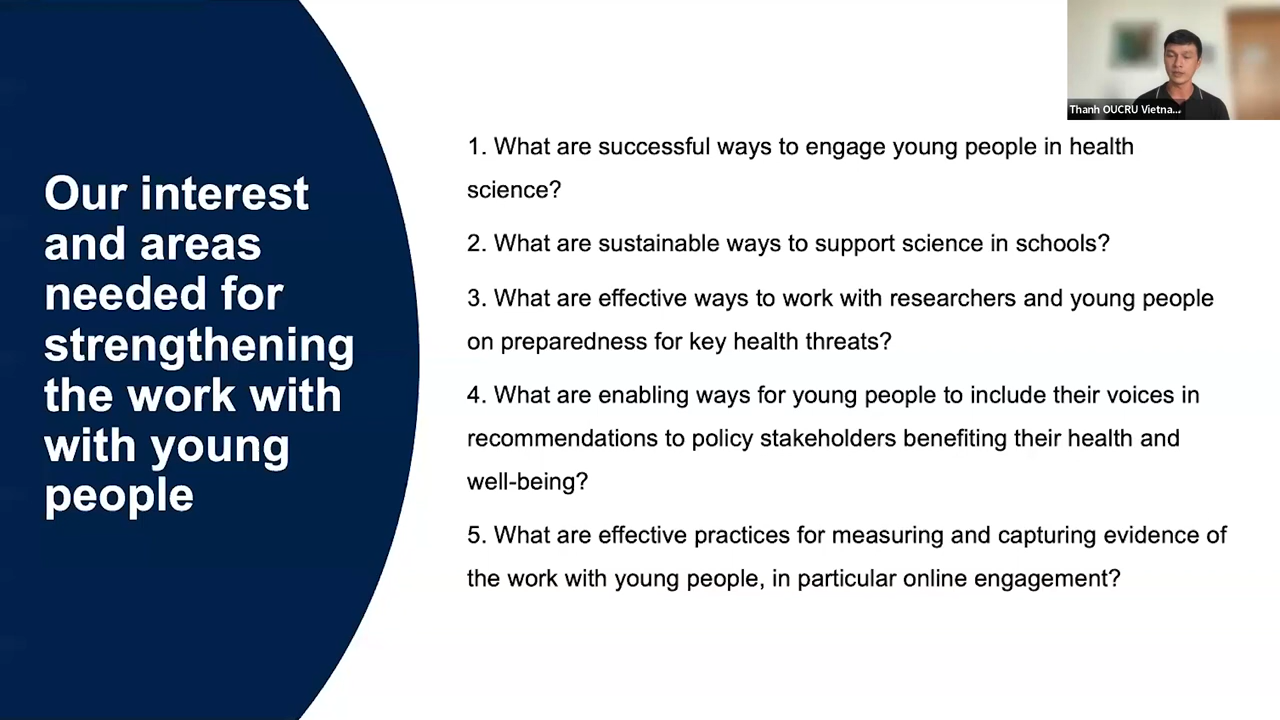 Our interest
and areas
needed for
strengthening
the work with
with young
people
1. What are successful ways to engage young people in health
science?
2. What are sustainable ways to support science in schools?
3. What are effective ways to work with researchers and young people
on preparedness for key health threats?
4. What are enabling ways for young people to include their voices in
recommendations to policy stakeholders benefiting their health and
well-being?
5. What are effective practices for measuring and capturing evidence of
the work with young people, in particular online engagement?
Thanh OUCRU Vietna...